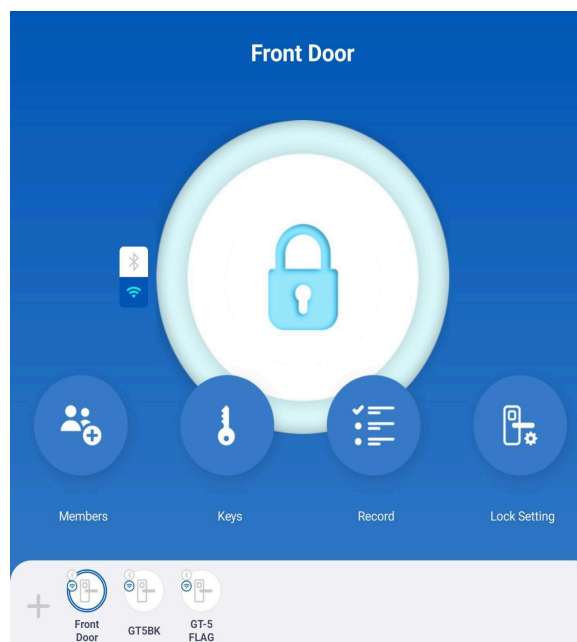 Front Door
Members
Keys
Record
Lock Setting
Front
Door
GT5BK
GT-5
FLAG